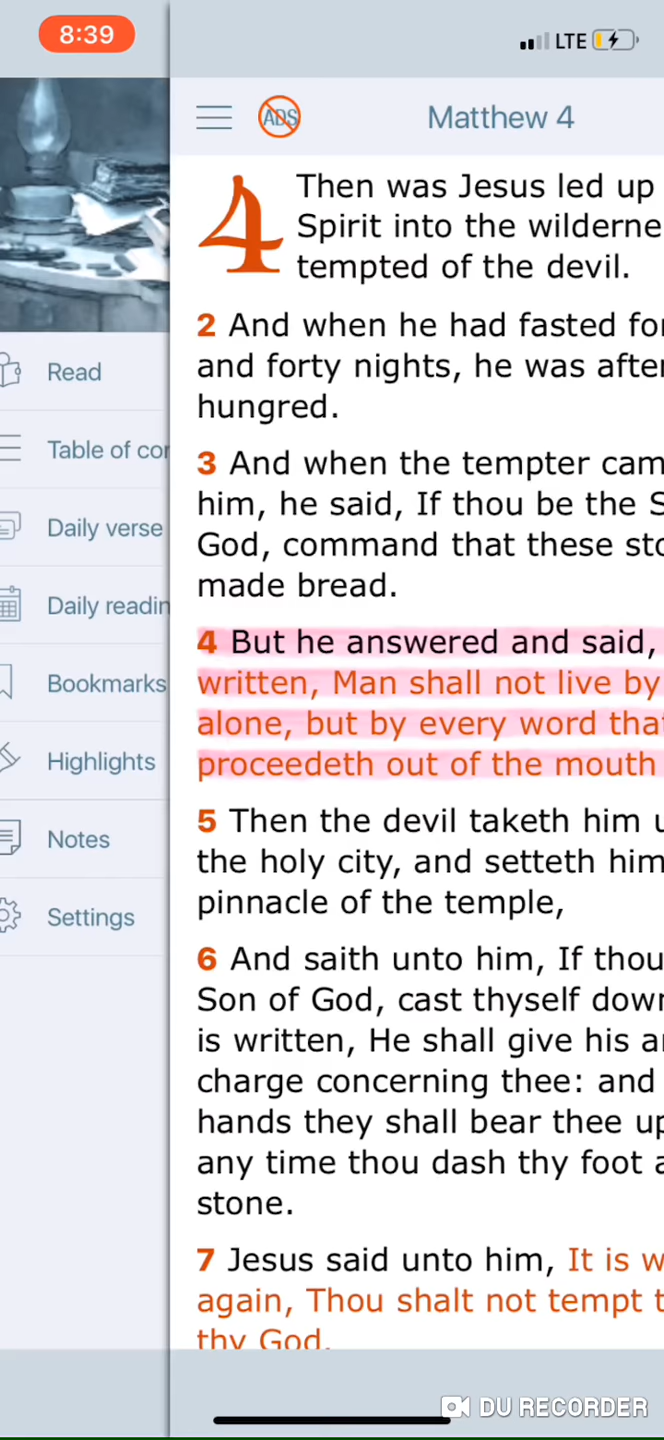 8:39
LTE
ADS
Matthew 4
Read
Table of cor
Daily verse
Daily readin
Bookmarks
Highlights
Notes
Settings
4 Then was Jesus led up
Spirit into the wilderne
tempted of the devil.
2 And when he had fasted for
and forty nights, he was after
hungred.
3 And when the tempter cam
him, he said, If thou be the S
God, command that these sto
made bread.
4 But he answered and said,
written, Man shall not live by
alone, but by every word that
proceedeth out of the mouth
5 Then the devil taketh him u
the holy city, and setteth him
pinnacle of the temple,
6 And saith unto him, If thou
Son of God, cast thyself down
is written, He shall give his an
charge concerning thee: and
hands they shall bear thee up
any time thou dash thy foot a
stone.
7 Jesus said unto him, It is w
again, Thou shalt not tempt t
thy God.
DU RECORDER